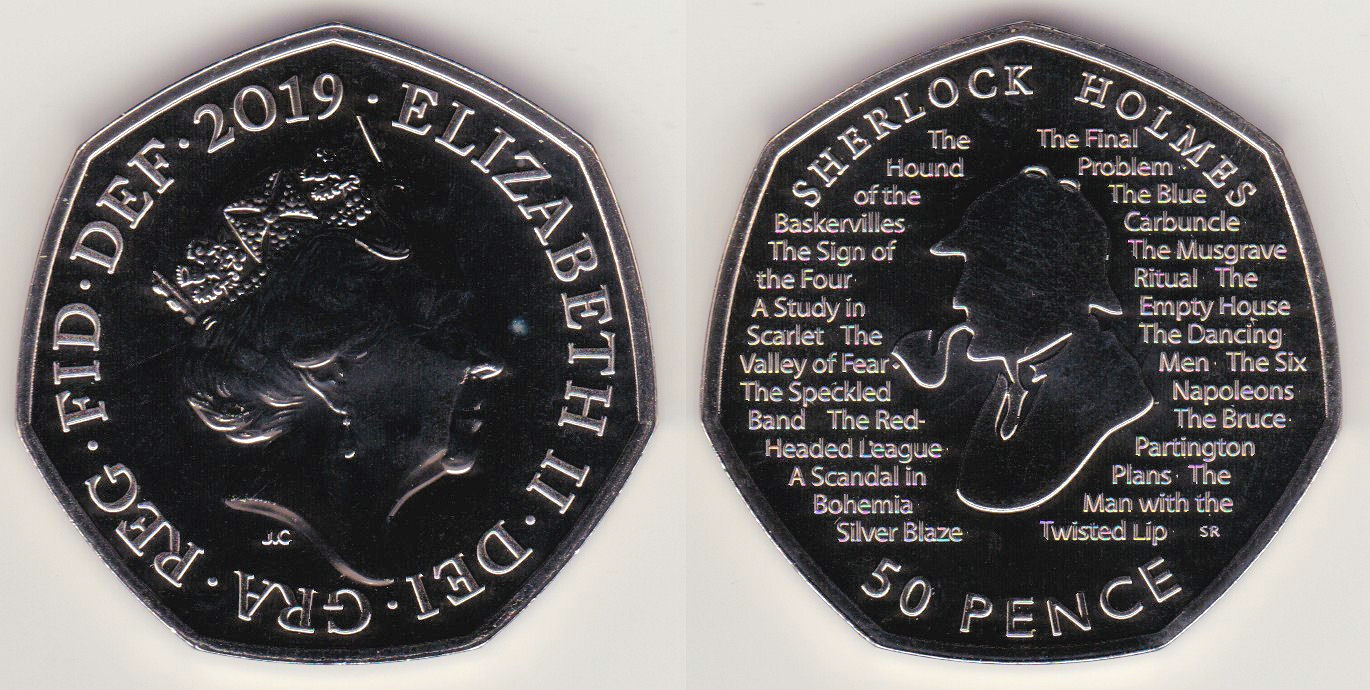 · ELIZABETH II · DEI · GRA · REG · FID · DEF · 2019
J.C
SHERLOCK HOLMES
The
Hound
of the
Baskervilles
The Sign of
the Four
A Study in
Scarlet The
Valley of Fear
The Speckled
Band The Red-
Headed League
A Scandal in
Bohemia
Silver Blaze
The Final
Problem
The Blue
Carbuncle
The Musgrave
Ritual The
Empty House
The Dancing
Men The Six
Napoleons
The Bruce
Partington
Plans The
Man with the
Twisted Lip
SR
50 PENCE